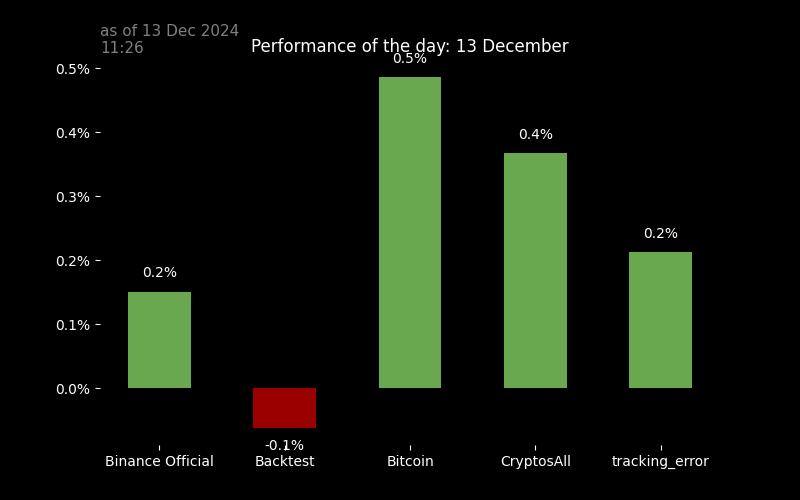 as of 13 Dec 2024
11:26
Performance of the day: 13 December
0.5%
0.4%
0.3%
0.2%
0.1%
0.0%
0.2%
-0.1%
0.5%
0.4%
0.2%
Binance Official
Backtest
Bitcoin
CryptosAll
tracking_error